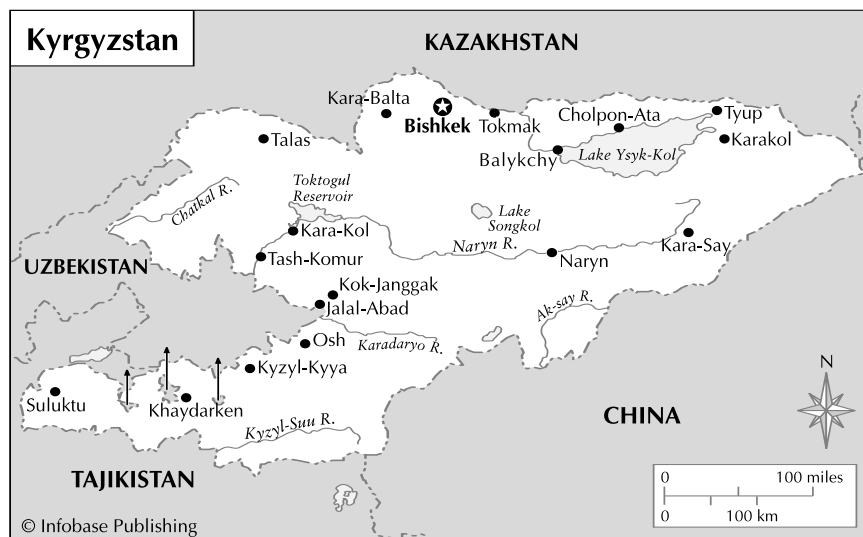 Kyrgyzstan
KAZAKHSTAN
Kara-Balta
Bishkek
Tokmak
Cholpon-Ata
Tyup
Talas
Karakol
Balykchy
Lake Ysyk-Kol
Chatkal R.
Toktogul
Reservoir
Lake
Songkol
Kara-Kol
Naryn R.
Kara-Say
UZBEKISTAN
Tash-Komur
Naryn
Kok-Janggak
Jalal-Abad
Ak-say R.
Osh
Karadaryo R.
Kyzyl-Kyya
N
Suluktu
Khaydarken
CHINA
Kyzyl-Suu R.
TAJIKISTAN
0 100 miles
0 100 km
© Infobase Publishing